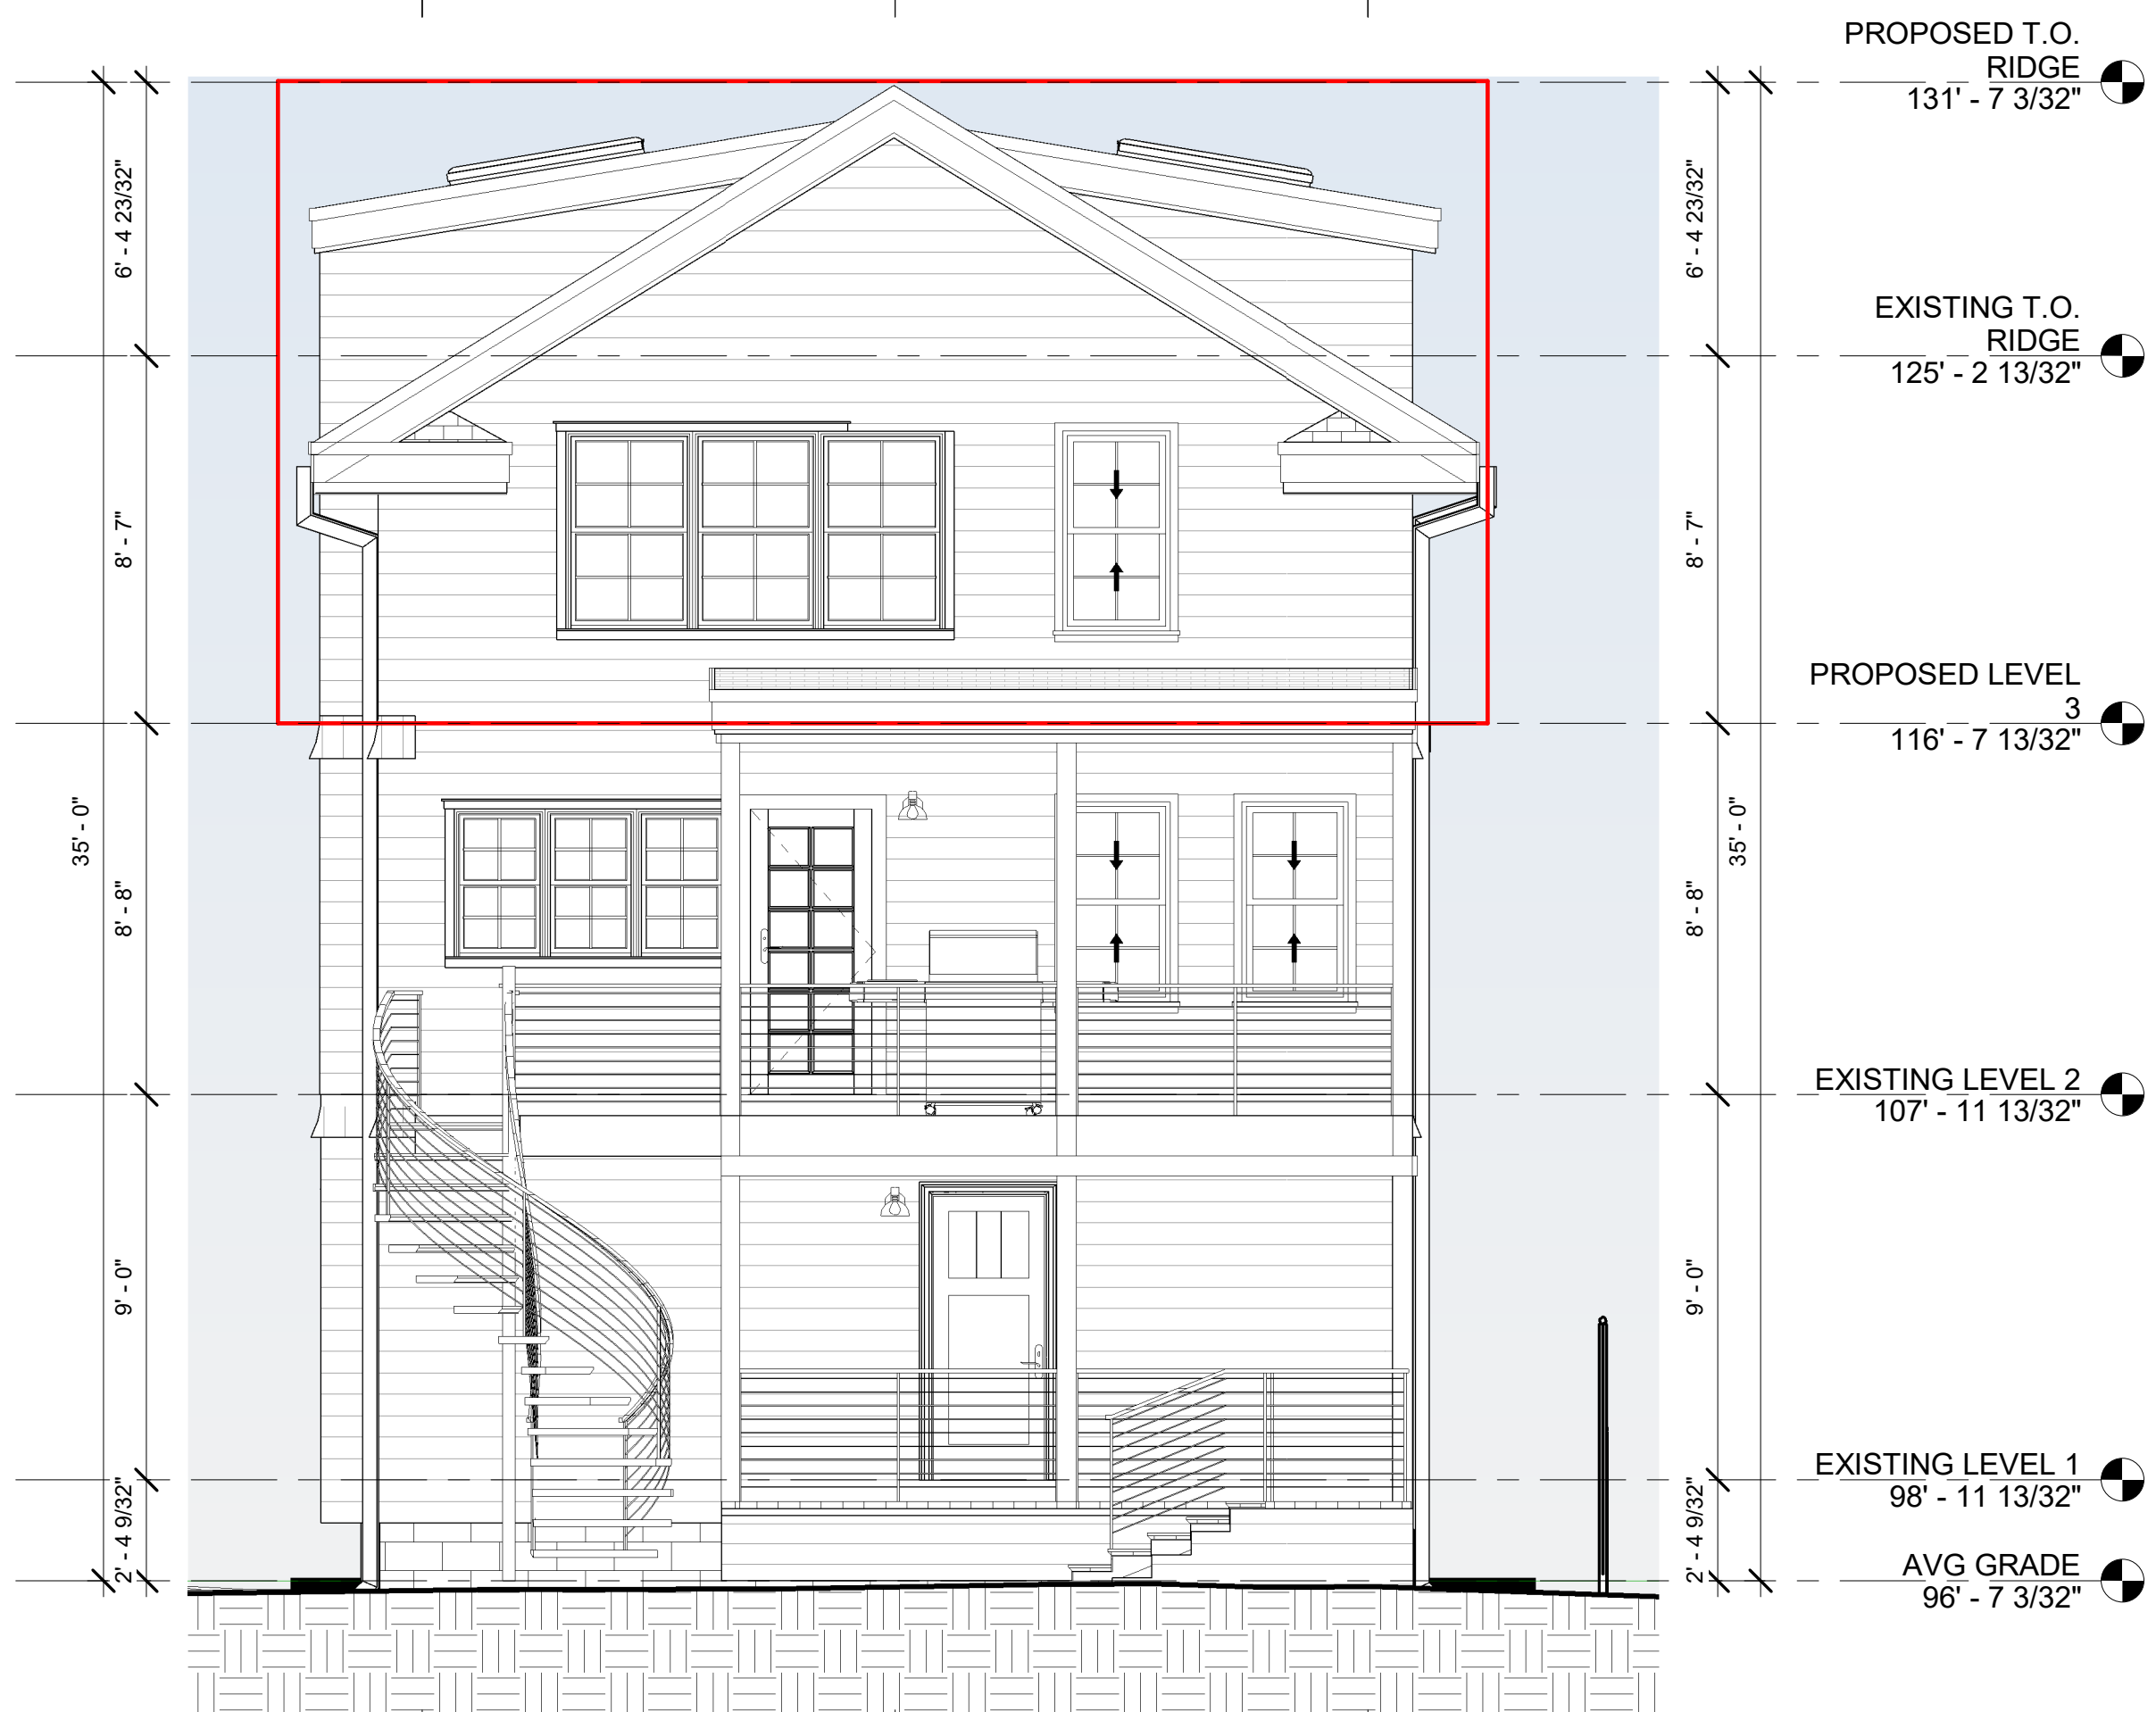 PROPOSED T.O.
RIDGE
131' - 7 3/32"
6' - 4 23/32"
6' - 4 23/32"
EXISTING T.O.
RIDGE
125' - 2 13/32"
8' - 7"
8' - 7"
PROPOSED LEVEL
3
116' - 7 13/32"
35' - 0"
35' - 0"
8' - 8"
8' - 8"
EXISTING LEVEL 2
107' - 11 13/32"
9' - 0"
9' - 0"
EXISTING LEVEL 1
98' - 11 13/32"
2' - 4 9/32"
2' - 4 9/32"
AVG GRADE
96' - 7 3/32"